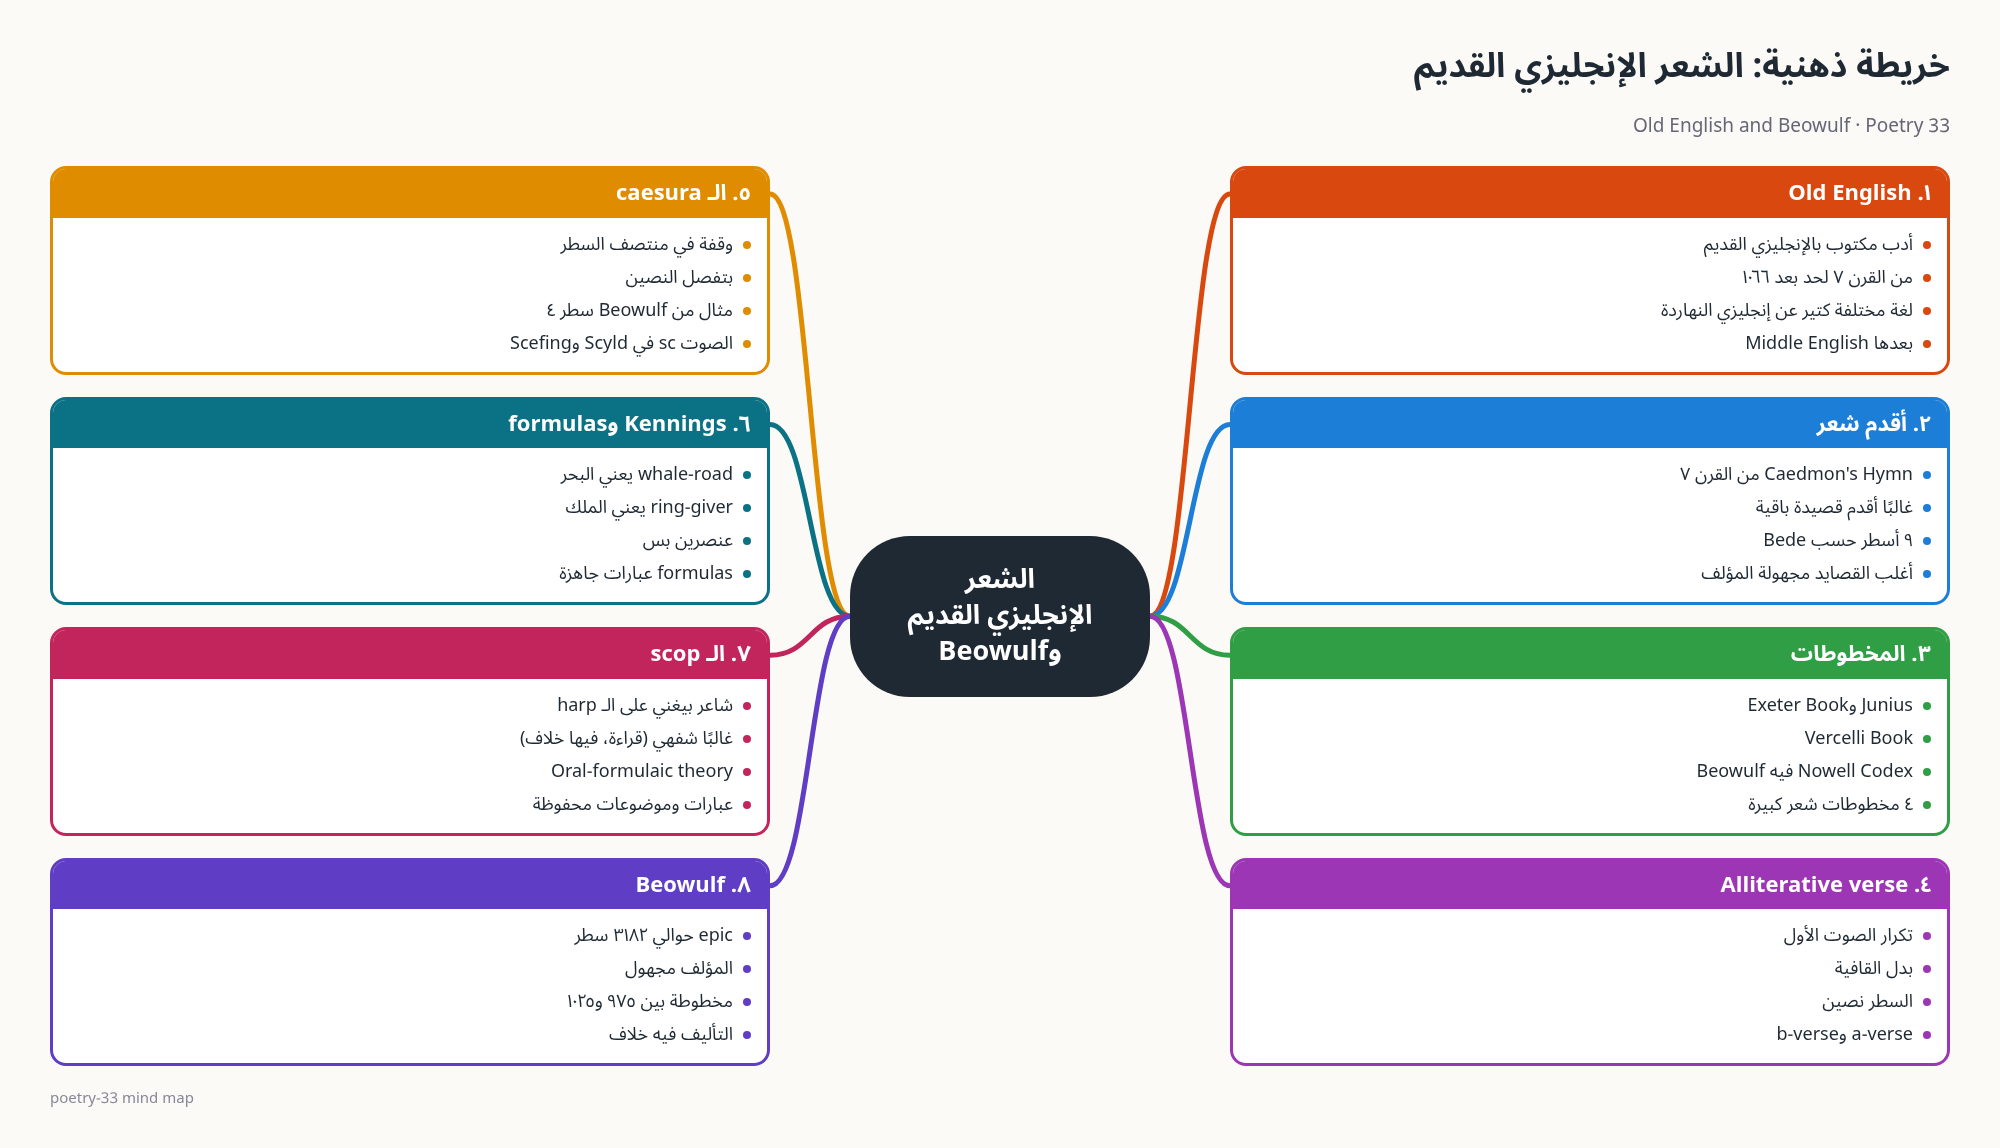 خريطة ذهنية: الشعر الإنجليزي القديم
Old English and Beowulf · Poetry 33
١. Old English
أدب مكتوب بالإنجليزي القديم
من القرن ٧ لحد بعد ١٠٦٦
لغة مختلفة كتير عن إنجليزي النهاردة
بعدها Middle English
٢. أقدم شعر
Caedmon's Hymn من القرن ٧
غالبًا أقدم قصيدة باقية
٩ أسطر حسب Bede
أغلب القصايد مجهولة المؤلف
٣. المخطوطات
Junius وExeter Book
Vercelli Book
Nowell Codex فيه Beowulf
٤ مخطوطات شعر كبيرة
٤. Alliterative verse
تكرار الصوت الأول
بدل القافية
السطر نصين
a-verse وb-verse
الشعر
الإنجليزي القديم
وBeowulf
٥. الـ caesura
وقفة في منتصف السطر
بتفصل النصين
مثال من Beowulf سطر ٤
الصوت sc في Scyld وScefing
٦. Kennings وformulas
whale-road يعني البحر
ring-giver يعني الملك
عنصرين بس
formulas عبارات جاهزة
٧. الـ scop
شاعر بيغني على الـ harp
غالبًا شفهي (قراءة، فيها خلاف)
Oral-formulaic theory
عبارات وموضوعات محفوظة
٨. Beowulf
epic حوالي ٣١٨٢ سطر
المؤلف مجهول
مخطوطة بين ٩٧٥ و١٠٢٥
التأليف فيه خلاف
poetry-33 mind map